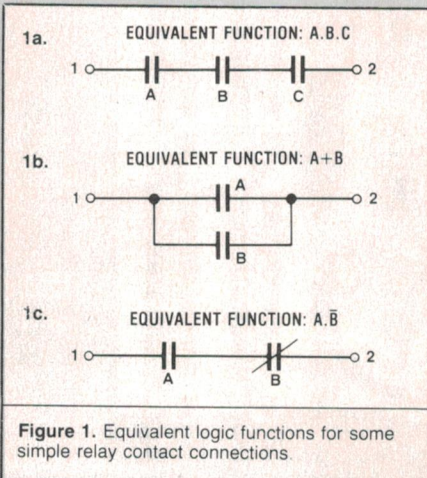 1a. EQUIVALENT FUNCTION: A.B.C
1 2
A B C
1b. EQUIVALENT FUNCTION: A+B
A
1 2
B
1c. EQUIVALENT FUNCTION: A.B̄
1 2
A B
Figure 1. Equivalent logic functions for some
simple relay contact connections.